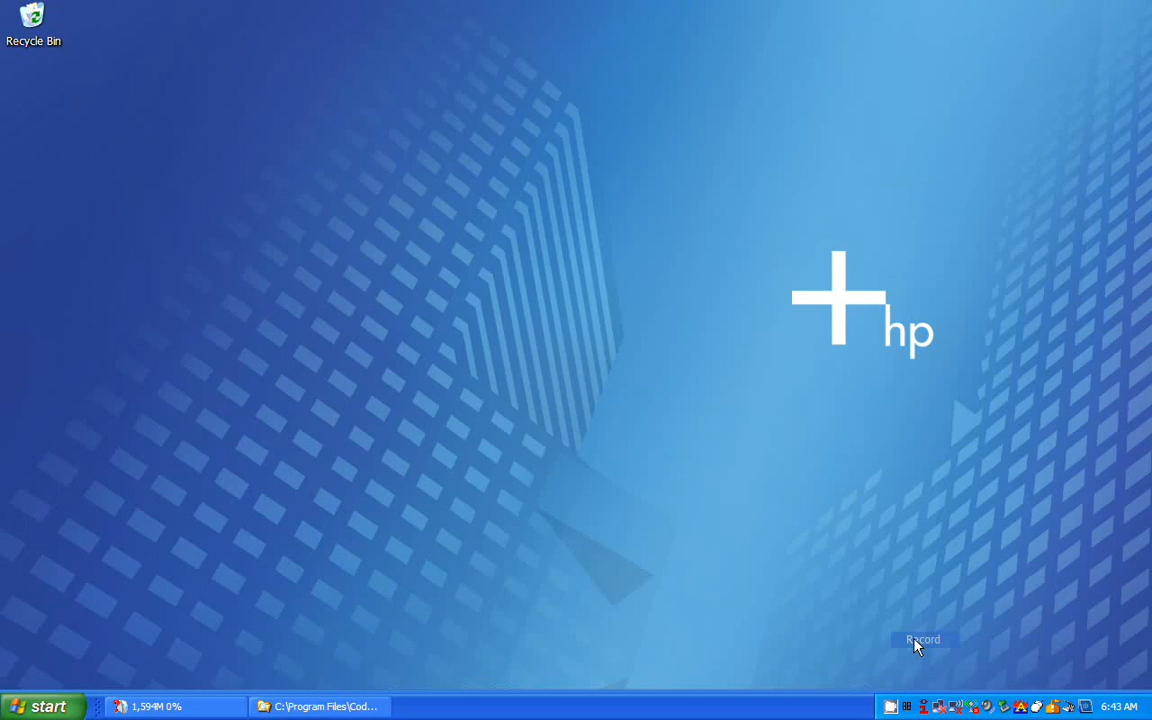 Recycle Bin
hp
Record
start
1,594M 0%
C:\Program Files\Cod...
6:43 AM